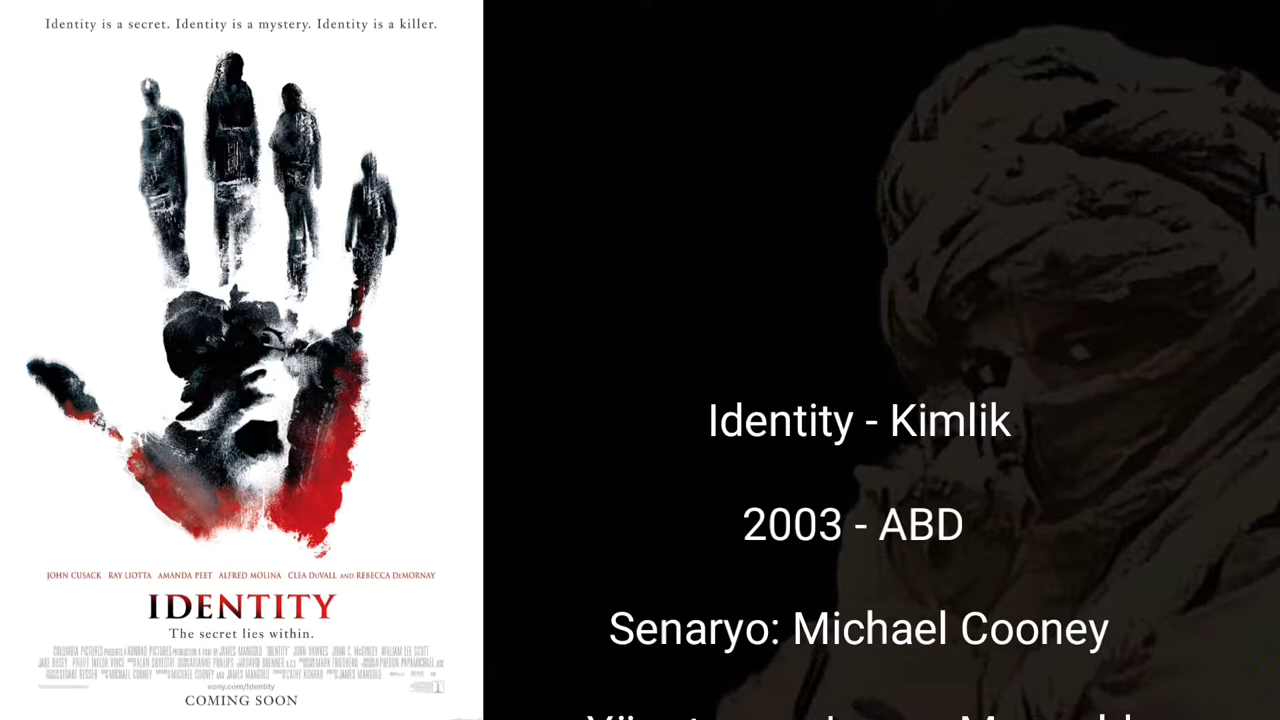 Identity is a secret. Identity is a mystery. Identity is a killer.
JOHN CUSACK RAY LIOTTA AMANDA PEET ALFRED MOLINA CLEA DUVALL AND REBECCA DEMORNAY
IDENTITY
The secret lies within.
sony.com/Identity
COMING SOON
Identity - Kimlik
2003 - ABD
Senaryo: Michael Cooney